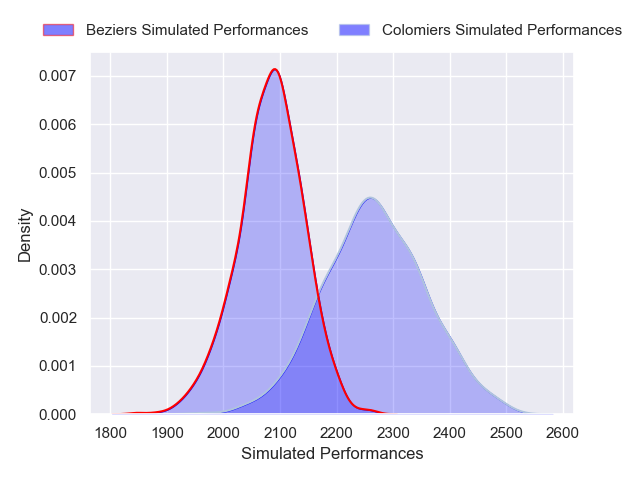 Beziers Simulated Performances
Colomiers Simulated Performances
0.007
0.006
0.005
0.004
0.003
0.002
0.001
0.000
Density
1800 1900 2000 2100 2200 2300 2400 2500 2600
Simulated Performances